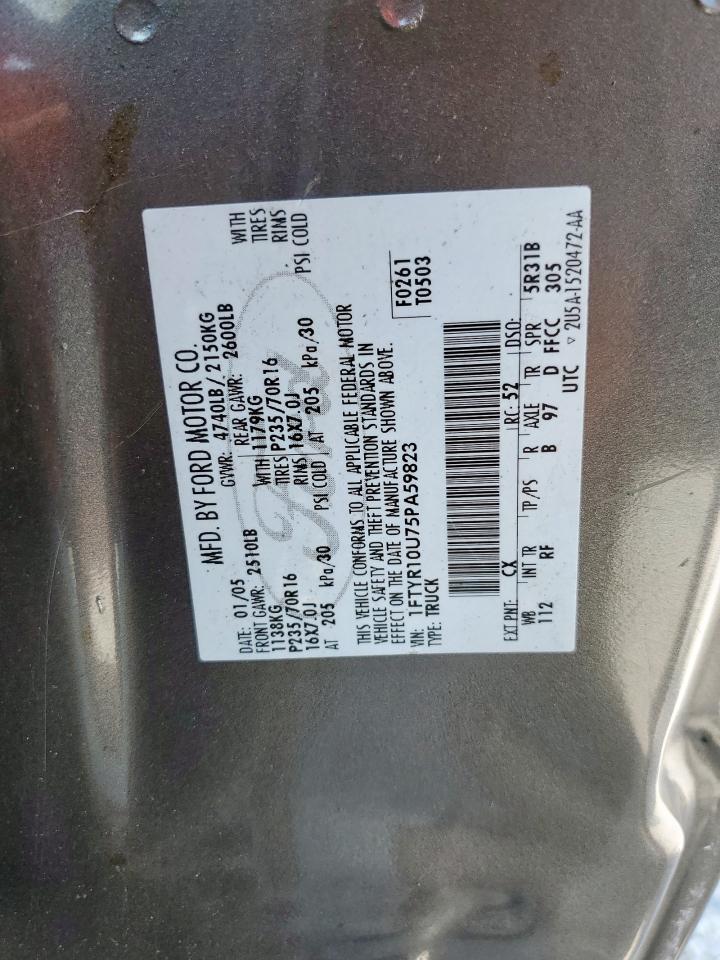 MFD. BY FORD MOTOR CO.
DATE: 01/05 GVWR: 4740LB/ 2150KG
FRONT GAWR: 2510LB REAR GAWR: 2600LB
1138KG WITH 1179KG WITH
P235/70R16 TIRES P235/70R16 TIRES
16X7.0J RIMS 16X7.0J RIMS
AT 205 kPa/30 PSI COLD AT 205 kPa/30 PSI COLD
THIS VEHICLE CONFORMS TO ALL APPLICABLE FEDERAL MOTOR
VEHICLE SAFETY AND THEFT PREVENTION STANDARDS IN
EFFECT ON THE DATE OF MANUFACTURE SHOWN ABOVE.
VIN: 1FTYR10U75PA59823 F0261
TYPE: TRUCK T0503
EXT PNT: CX RC: 52 DSO:
WB INT TR TP/PS R AXLE TR SPR 5R31B
112 RF B 97 D FFCC 305
UTC ▽ 2U5A-1520472-AA
Ford